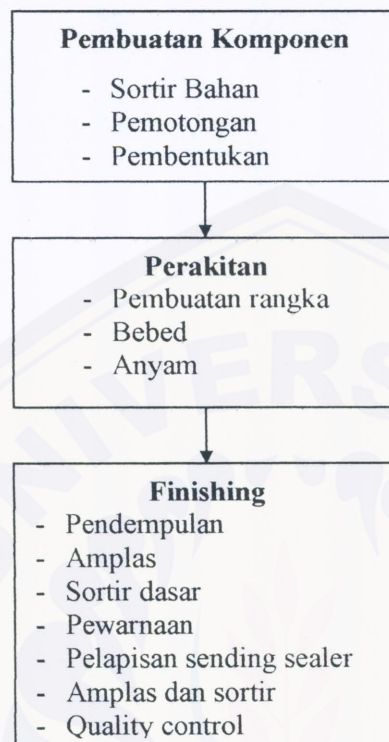 Pembuatan Komponen
- Sortir Bahan
- Pemotongan
- Pembentukan
Perakitan
- Pembuatan rangka
- Bebed
- Anyam
Finishing
- Pendempulan
- Amplas
- Sortir dasar
- Pewarnaan
- Pelapisan sending sealer
- Amplas dan sortir
- Quality control
UNIVERS